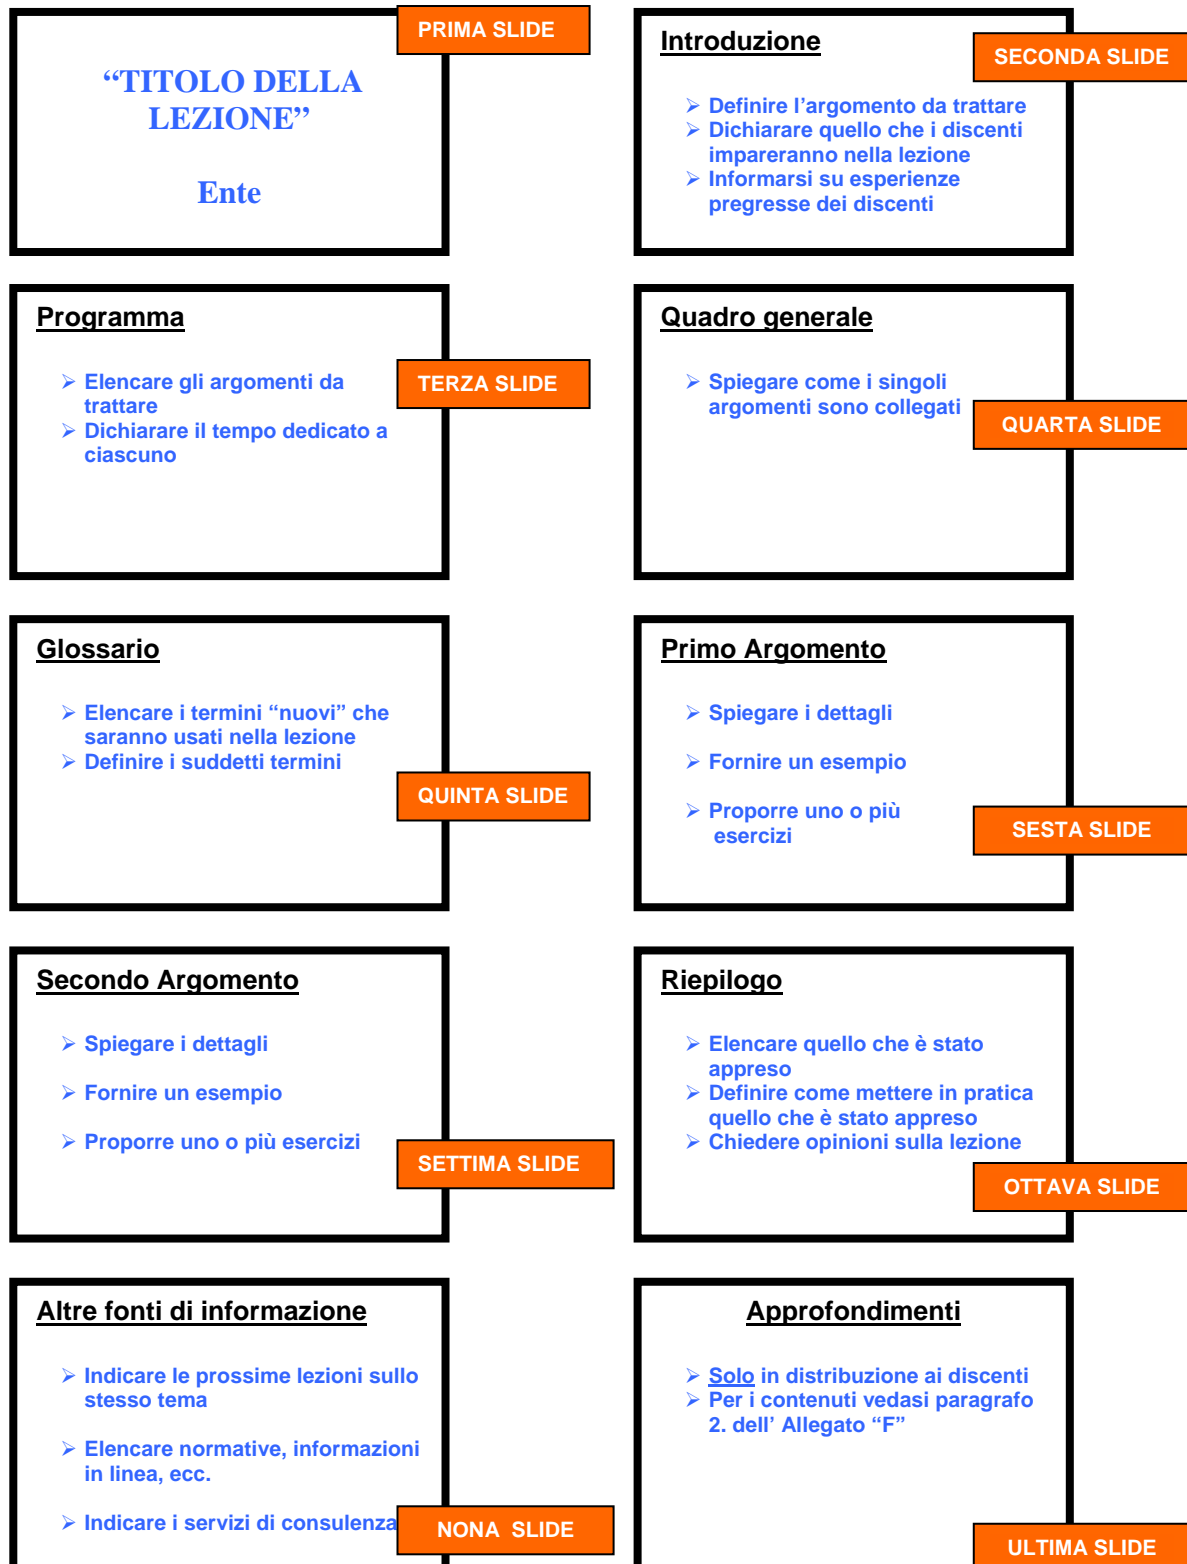 PRIMA SLIDE
“TITOLO DELLA
LEZIONE”
Ente
Introduzione
SECONDA SLIDE
➢ Definire l’argomento da trattare
➢ Dichiarare quello che i discenti
impareranno nella lezione
➢ Informarsi su esperienze
pregresse dei discenti
Programma
➢ Elencare gli argomenti da
trattare
➢ Dichiarare il tempo dedicato a
ciascuno
TERZA SLIDE
Quadro generale
➢ Spiegare come i singoli
argomenti sono collegati
QUARTA SLIDE
Glossario
➢ Elencare i termini “nuovi” che
saranno usati nella lezione
➢ Definire i suddetti termini
QUINTA SLIDE
Primo Argomento
➢ Spiegare i dettagli
➢ Fornire un esempio
➢ Proporre uno o più
esercizi
SESTA SLIDE
Secondo Argomento
➢ Spiegare i dettagli
➢ Fornire un esempio
➢ Proporre uno o più esercizi
SETTIMA SLIDE
Riepilogo
➢ Elencare quello che è stato
appreso
➢ Definire come mettere in pratica
quello che è stato appreso
➢ Chiedere opinioni sulla lezione
OTTAVA SLIDE
Altre fonti di informazione
➢ Indicare le prossime lezioni sullo
stesso tema
➢ Elencare normative, informazioni
in linea, ecc.
➢ Indicare i servizi di consulenza
NONA SLIDE
Approfondimenti
➢ Solo in distribuzione ai discenti
➢ Per i contenuti vedasi paragrafo
2. dell’ Allegato “F”
ULTIMA SLIDE